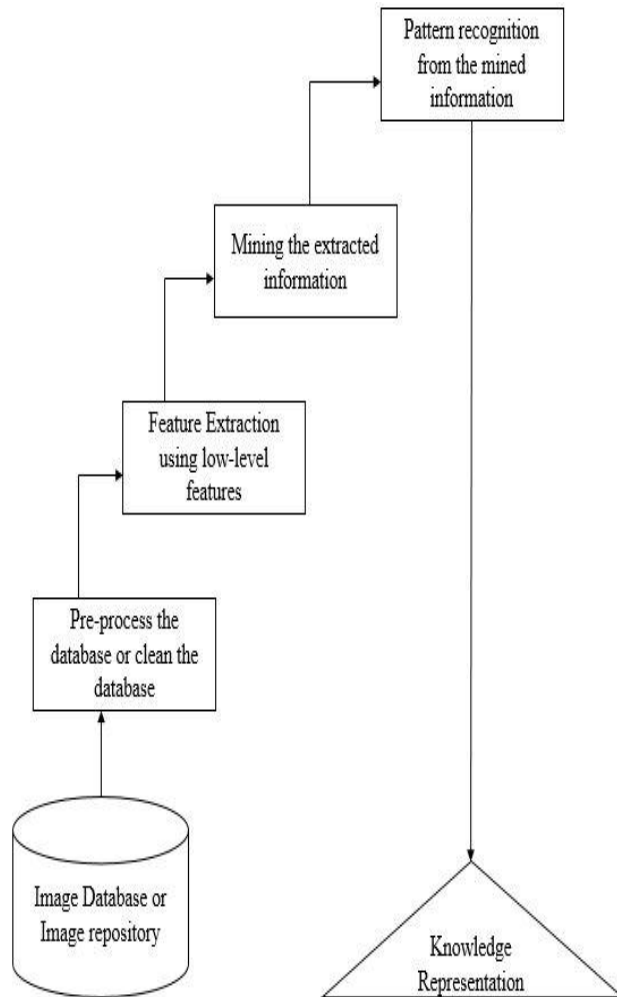 Pattern recognition
from the mined
information
Mining the extracted
information
Feature Extraction
using low-level
features
Pre-process the
database or clean the
database
Image Database or
Image repository
Knowledge
Representation